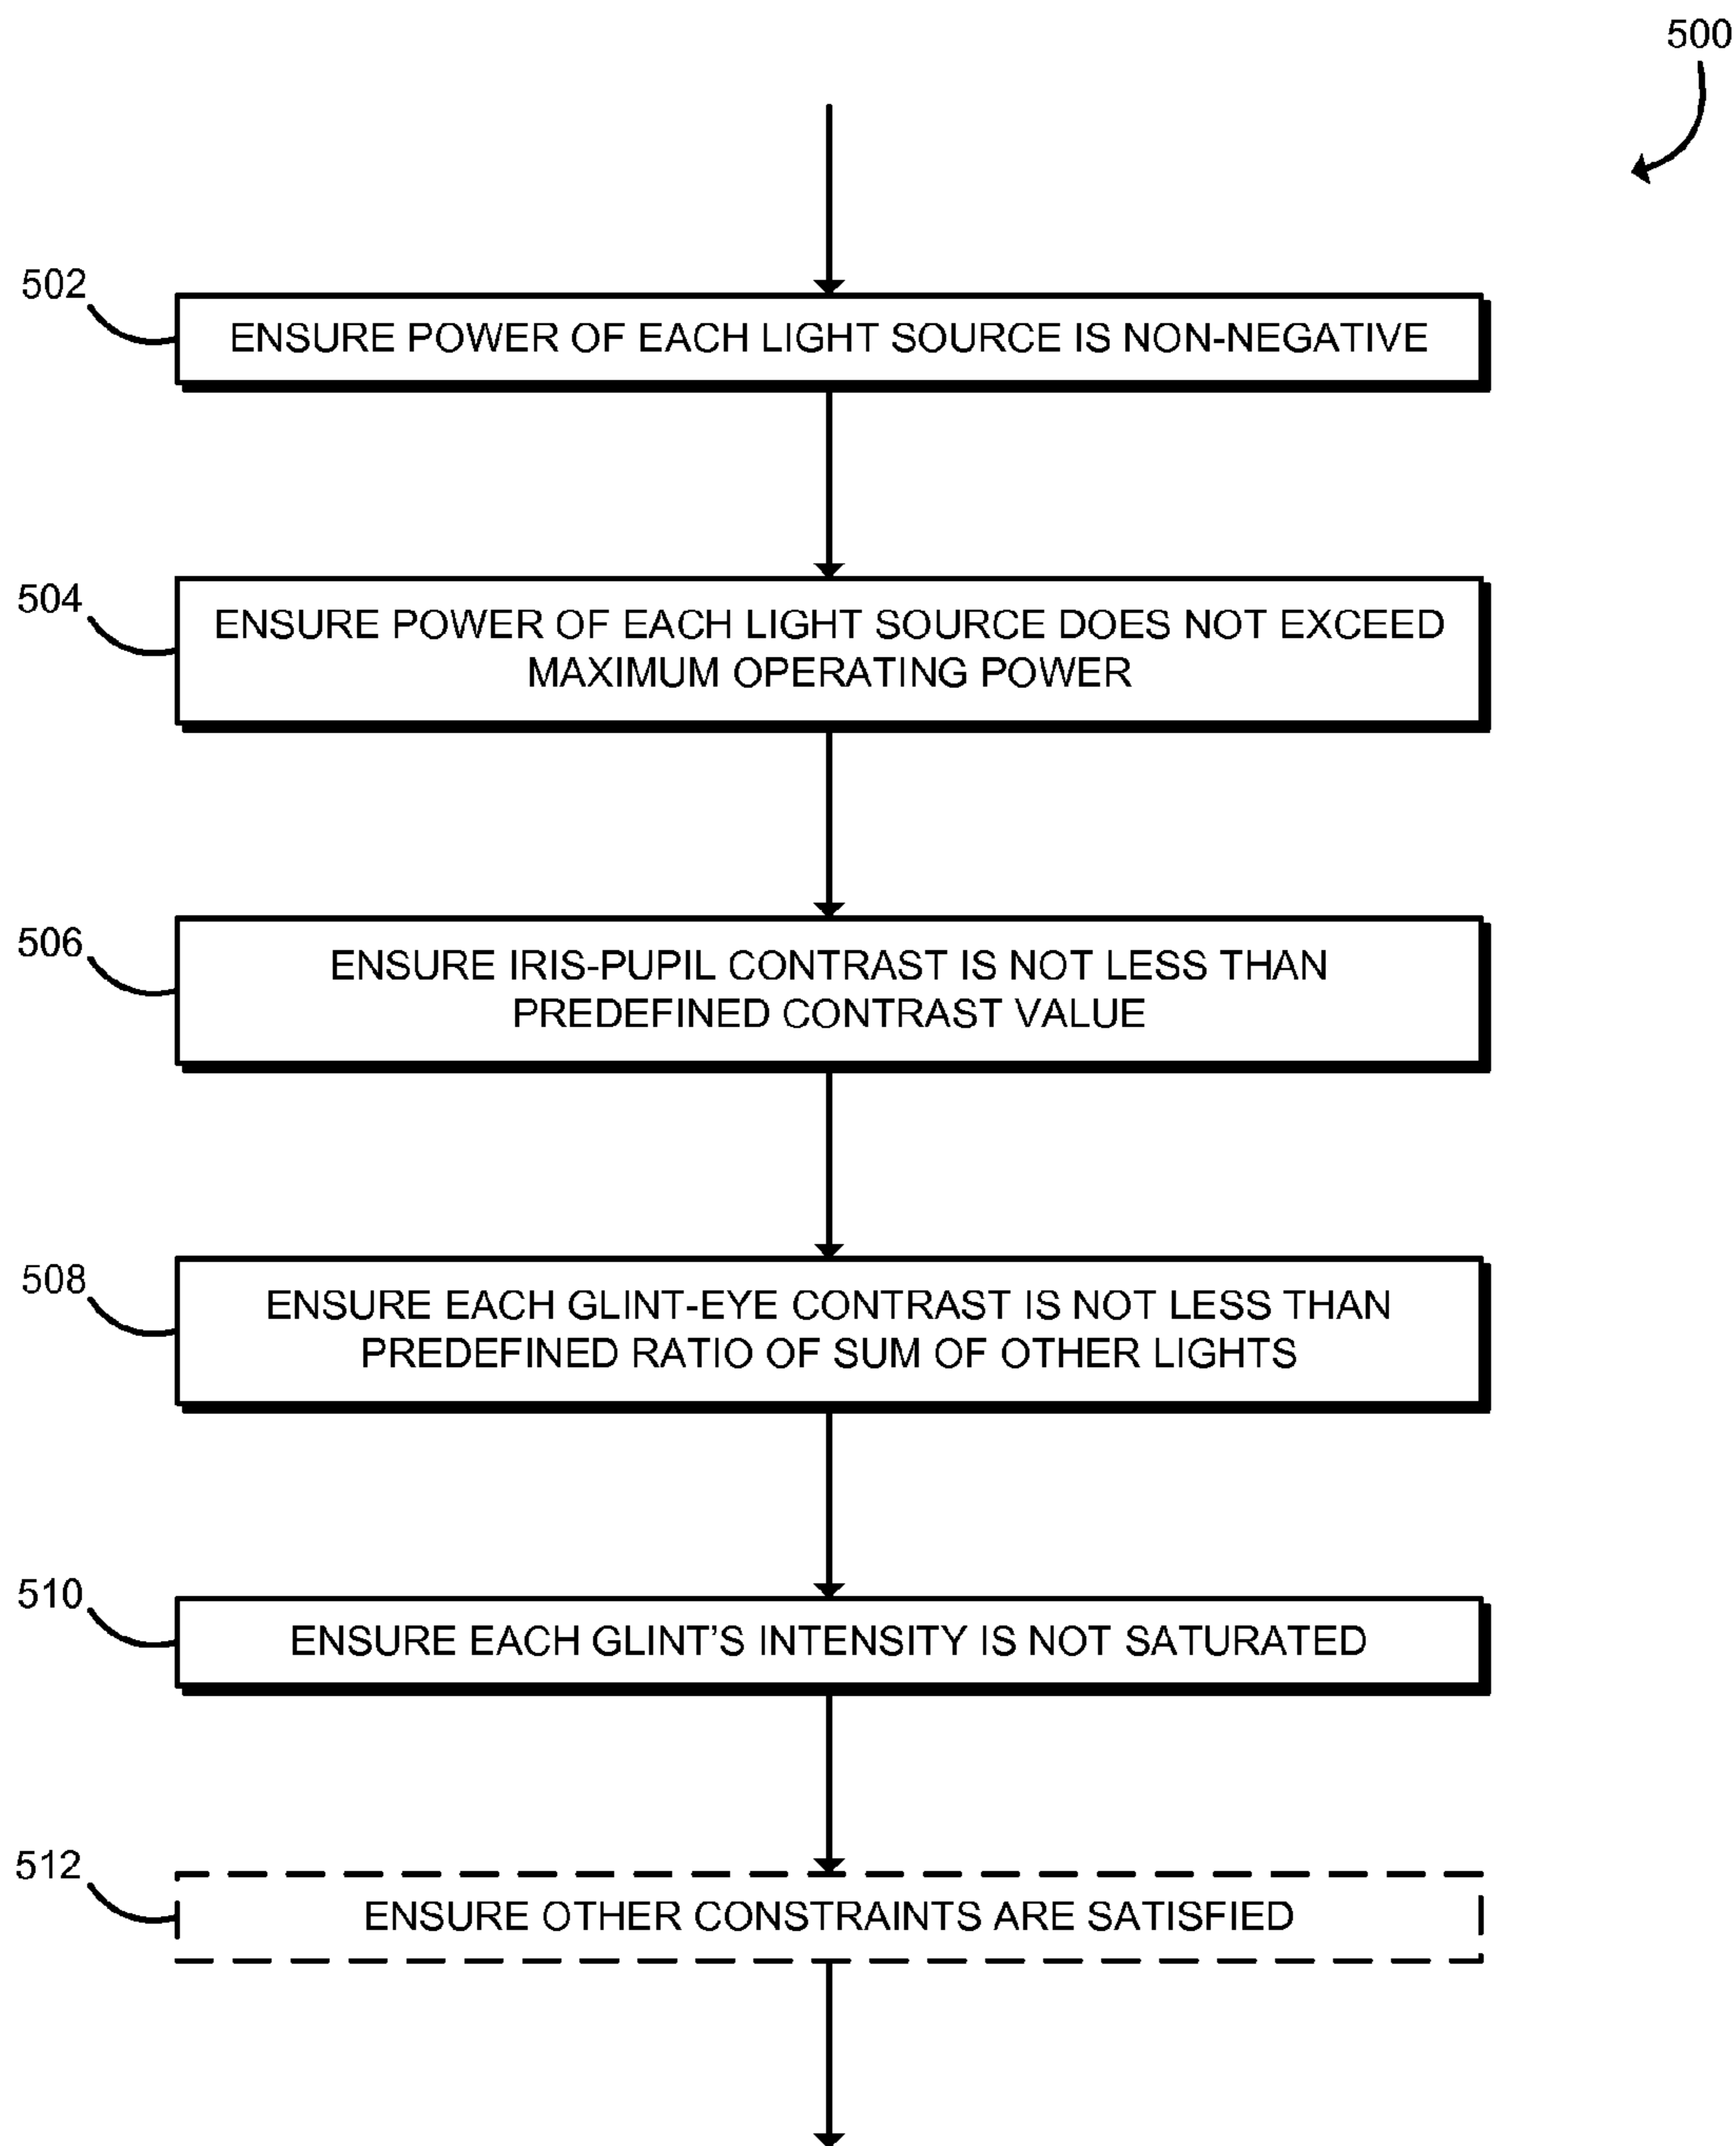 500
502
ENSURE POWER OF EACH LIGHT SOURCE IS NON-NEGATIVE
504
ENSURE POWER OF EACH LIGHT SOURCE DOES NOT EXCEED
MAXIMUM OPERATING POWER
506
ENSURE IRIS-PUPIL CONTRAST IS NOT LESS THAN
PREDEFINED CONTRAST VALUE
508
ENSURE EACH GLINT-EYE CONTRAST IS NOT LESS THAN
PREDEFINED RATIO OF SUM OF OTHER LIGHTS
510
ENSURE EACH GLINT’S INTENSITY IS NOT SATURATED
512
ENSURE OTHER CONSTRAINTS ARE SATISFIED